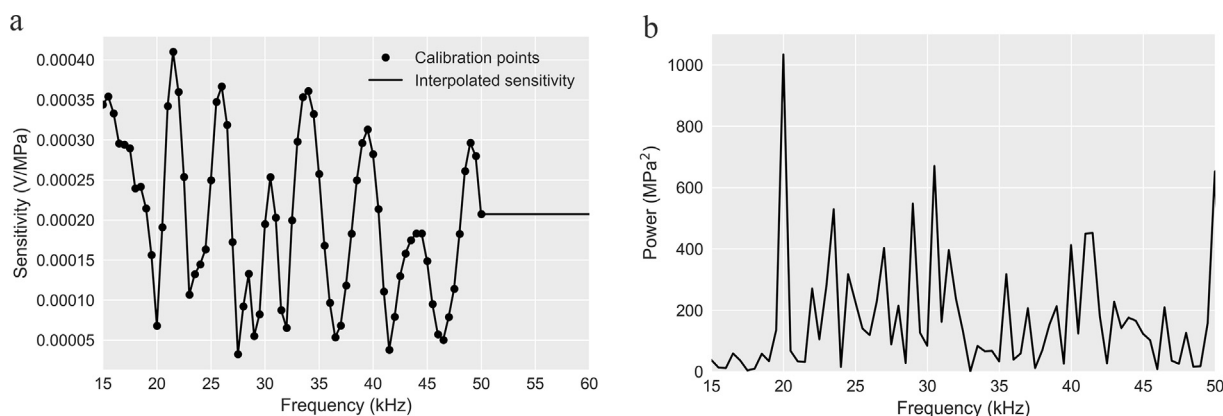 a
0.00040
0.00035
0.00030
0.00025
0.00020
0.00015
0.00010
0.00005
Sensitivity (V/MPa)
Calibration points
Interpolated sensitivity
15 20 25 30 35 40 45 50 55 60
Frequency (kHz)
b
1000
800
600
400
200
0
Power (MPa²)
15 20 25 30 35 40 45 50
Frequency (kHz)